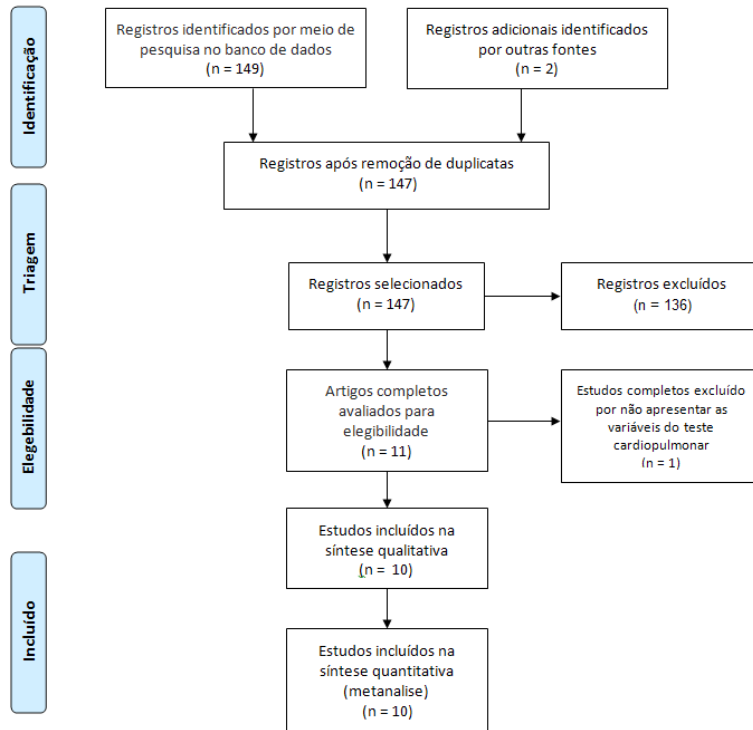 Identificação
Registros identificados por meio de
pesquisa no banco de dados
(n = 149)
Registros adicionais identificados
por outras fontes
(n = 2)
Registros após remoção de duplicatas
(n = 147)
Triagem
Registros selecionados
(n = 147)
Registros excluídos
(n = 136)
Elegebilidade
Artigos completos
avaliados para
elegibilidade
(n = 11)
Estudos completos excluído
por não apresentar as
variáveis do teste
cardiopulmonar
(n = 1)
Estudos incluídos na
síntese qualitativa
(n = 10)
Incluído
Estudos incluídos na
síntese quantitativa
(metanalise)
(n = 10)